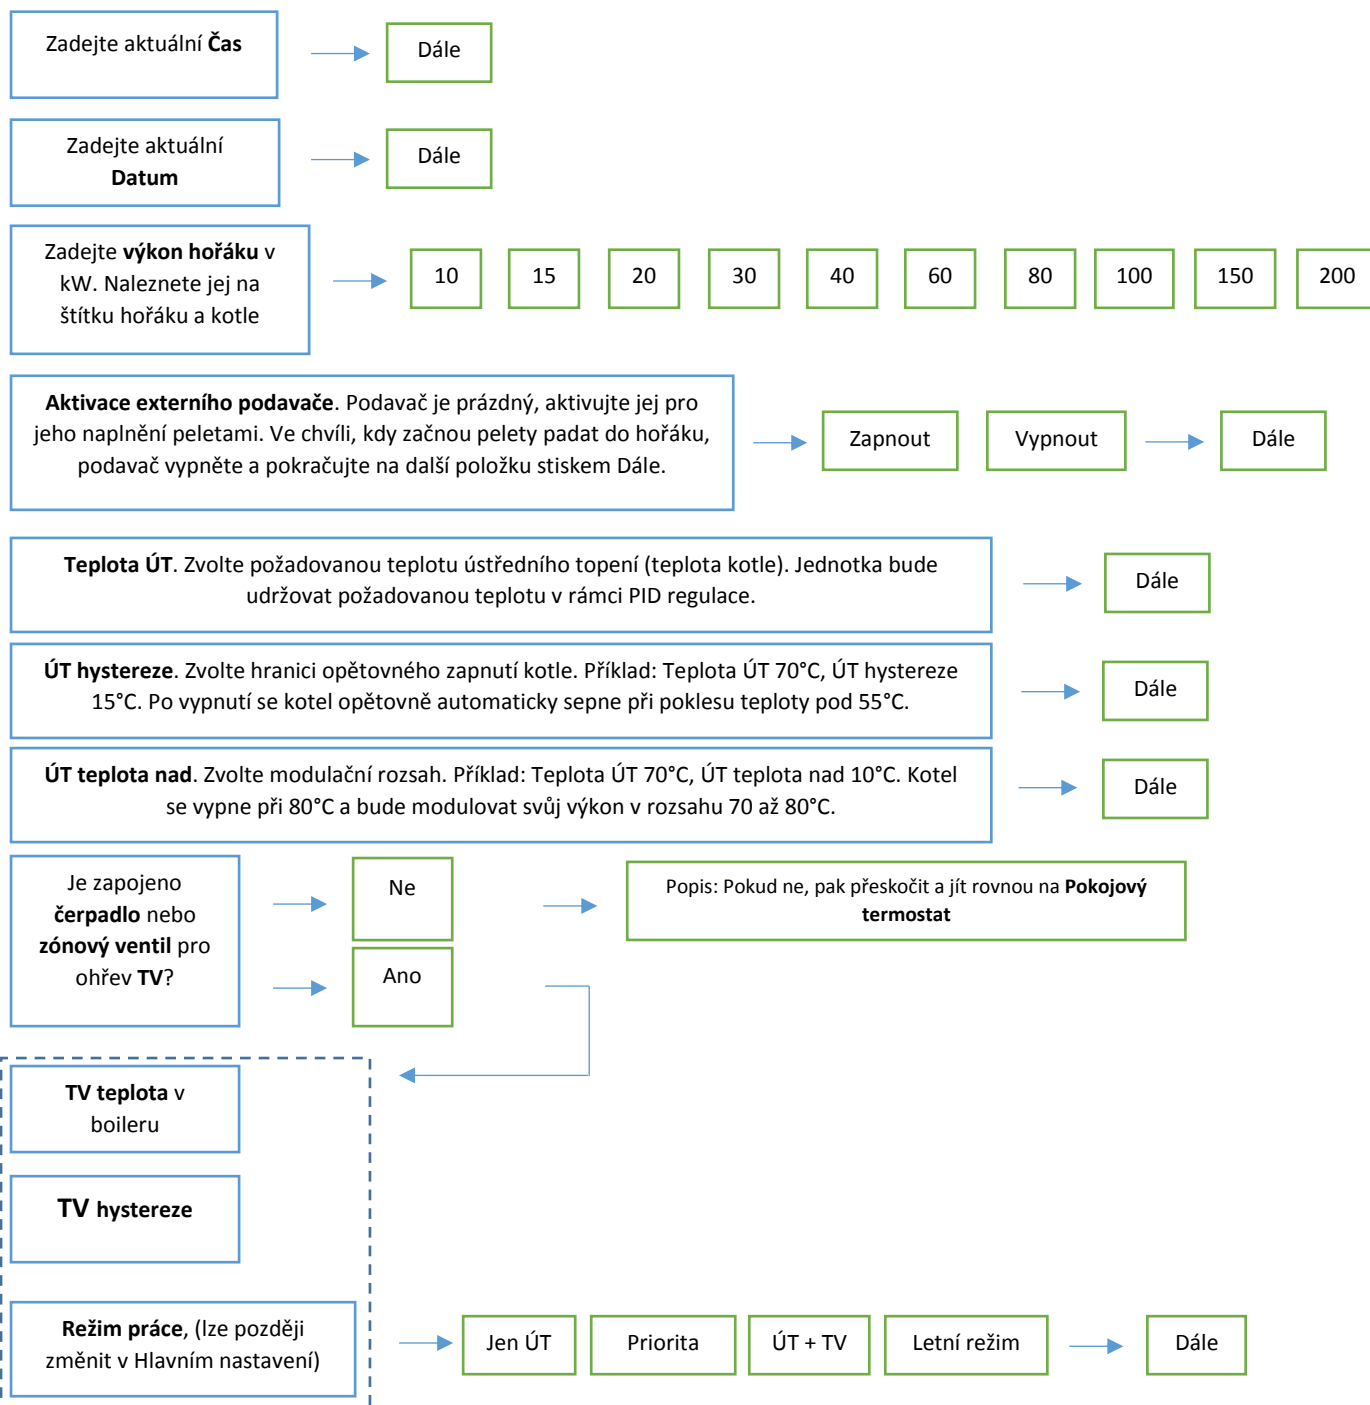 Zadejte aktuální Čas
Dále
Zadejte aktuální
Datum
Dále
Zadejte výkon hořáku v
kW. Naleznete jej na
štítku hořáku a kotle
10 15 20 30 40 60 80 100 150 200
Aktivace externího podavače. Podavač je prázdný, aktivujte jej pro
jeho naplnění peletami. Ve chvíli, kdy začnou pelety padat do hořáku,
podavač vypněte a pokračujte na další položku stiskem Dále.
Zapnout Vypnout Dále
Teplota ÚT. Zvolte požadovanou teplotu ústředního topení (teplota kotle). Jednotka bude
udržovat požadovanou teplotu v rámci PID regulace.
Dále
ÚT hystereze. Zvolte hranici opětovného zapnutí kotle. Příklad: Teplota ÚT 70°C, ÚT hystereze
15°C. Po vypnutí se kotel opětovně automaticky sepne při poklesu teploty pod 55°C.
Dále
ÚT teplota nad. Zvolte modulační rozsah. Příklad: Teplota ÚT 70°C, ÚT teplota nad 10°C. Kotel
se vypne při 80°C a bude modulovat svůj výkon v rozsahu 70 až 80°C.
Dále
Je zapojeno
čerpadlo nebo
zónový ventil pro
ohřev TV?
Ne
Popis: Pokud ne, pak přeskočit a jít rovnou na Pokojový
termostat
Ano
TV teplota v
boileru
TV hystereze
Režim práce, (lze později
změnit v Hlavním nastavení)
Jen ÚT Priorita ÚT + TV Letní režim Dále